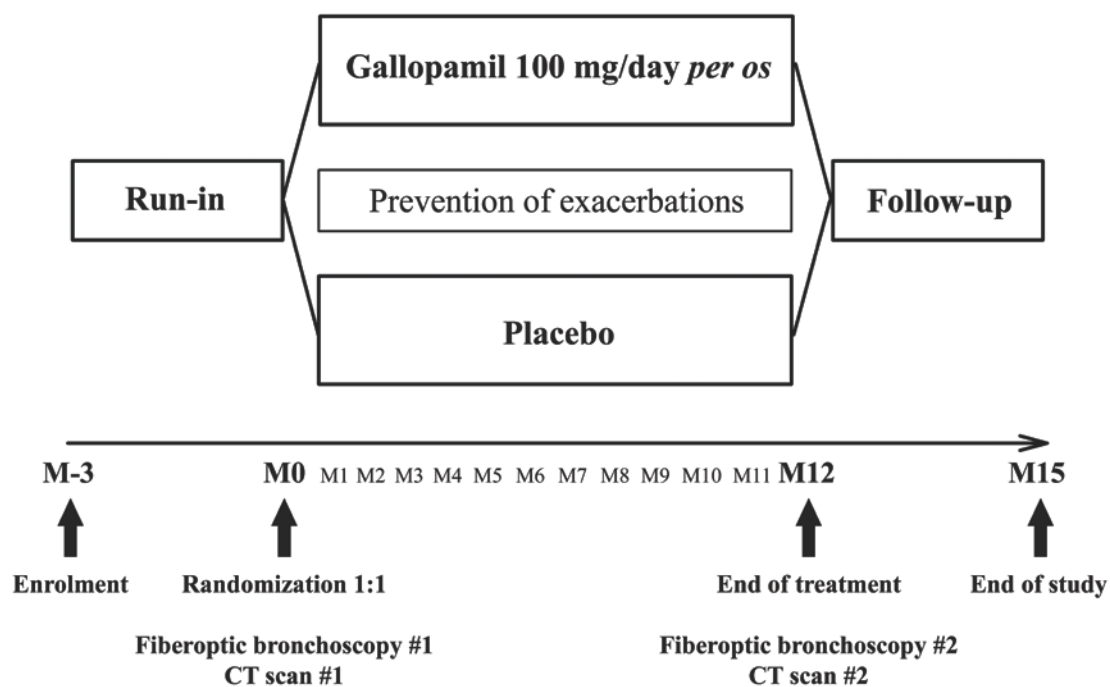 Gallopamil 100 mg/day per os
Run-in
Prevention of exacerbations
Follow-up
Placebo
M-3 M0 M1 M2 M3 M4 M5 M6 M7 M8 M9 M10 M11 M12 M15
Enrolment Randomization 1:1 End of treatment End of study
Fiberoptic bronchoscopy #1 Fiberoptic bronchoscopy #2
CT scan #1 CT scan #2